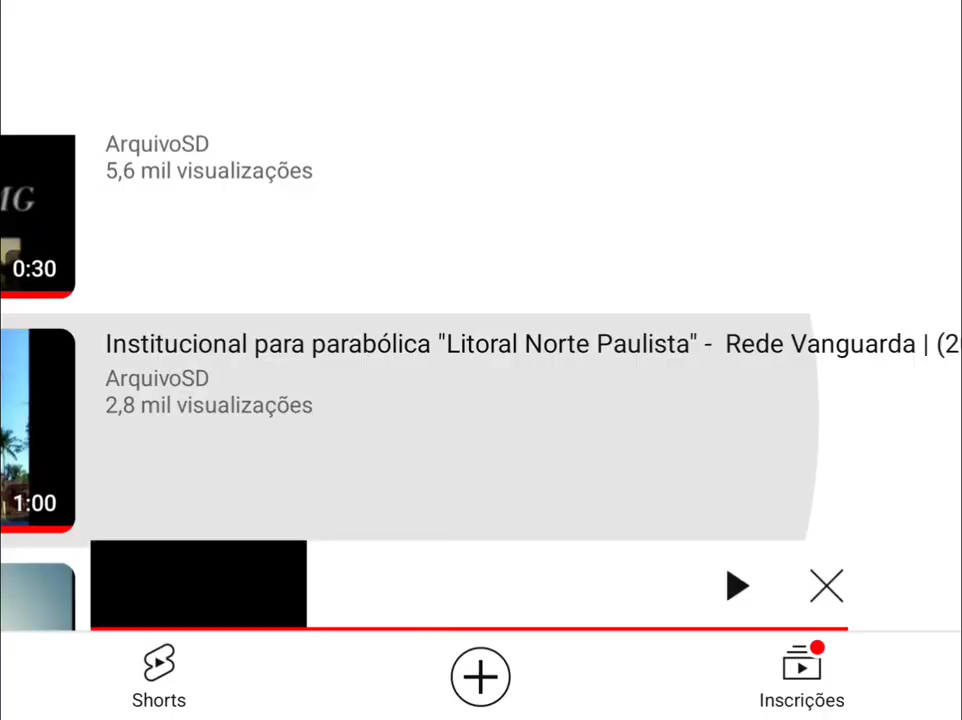 ArquivoSD
5,6 mil visualizações
MG
0:30
Institucional para parabólica "Litoral Norte Paulista" - Rede Vanguarda | (2
ArquivoSD
2,8 mil visualizações
1:00
Shorts
Inscrições